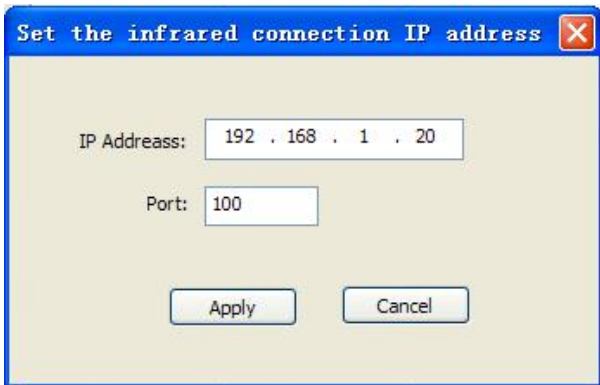 Set the infrared connection IP address
IP Addreass: 192 . 168 . 1 . 20
Port: 100
Apply Cancel